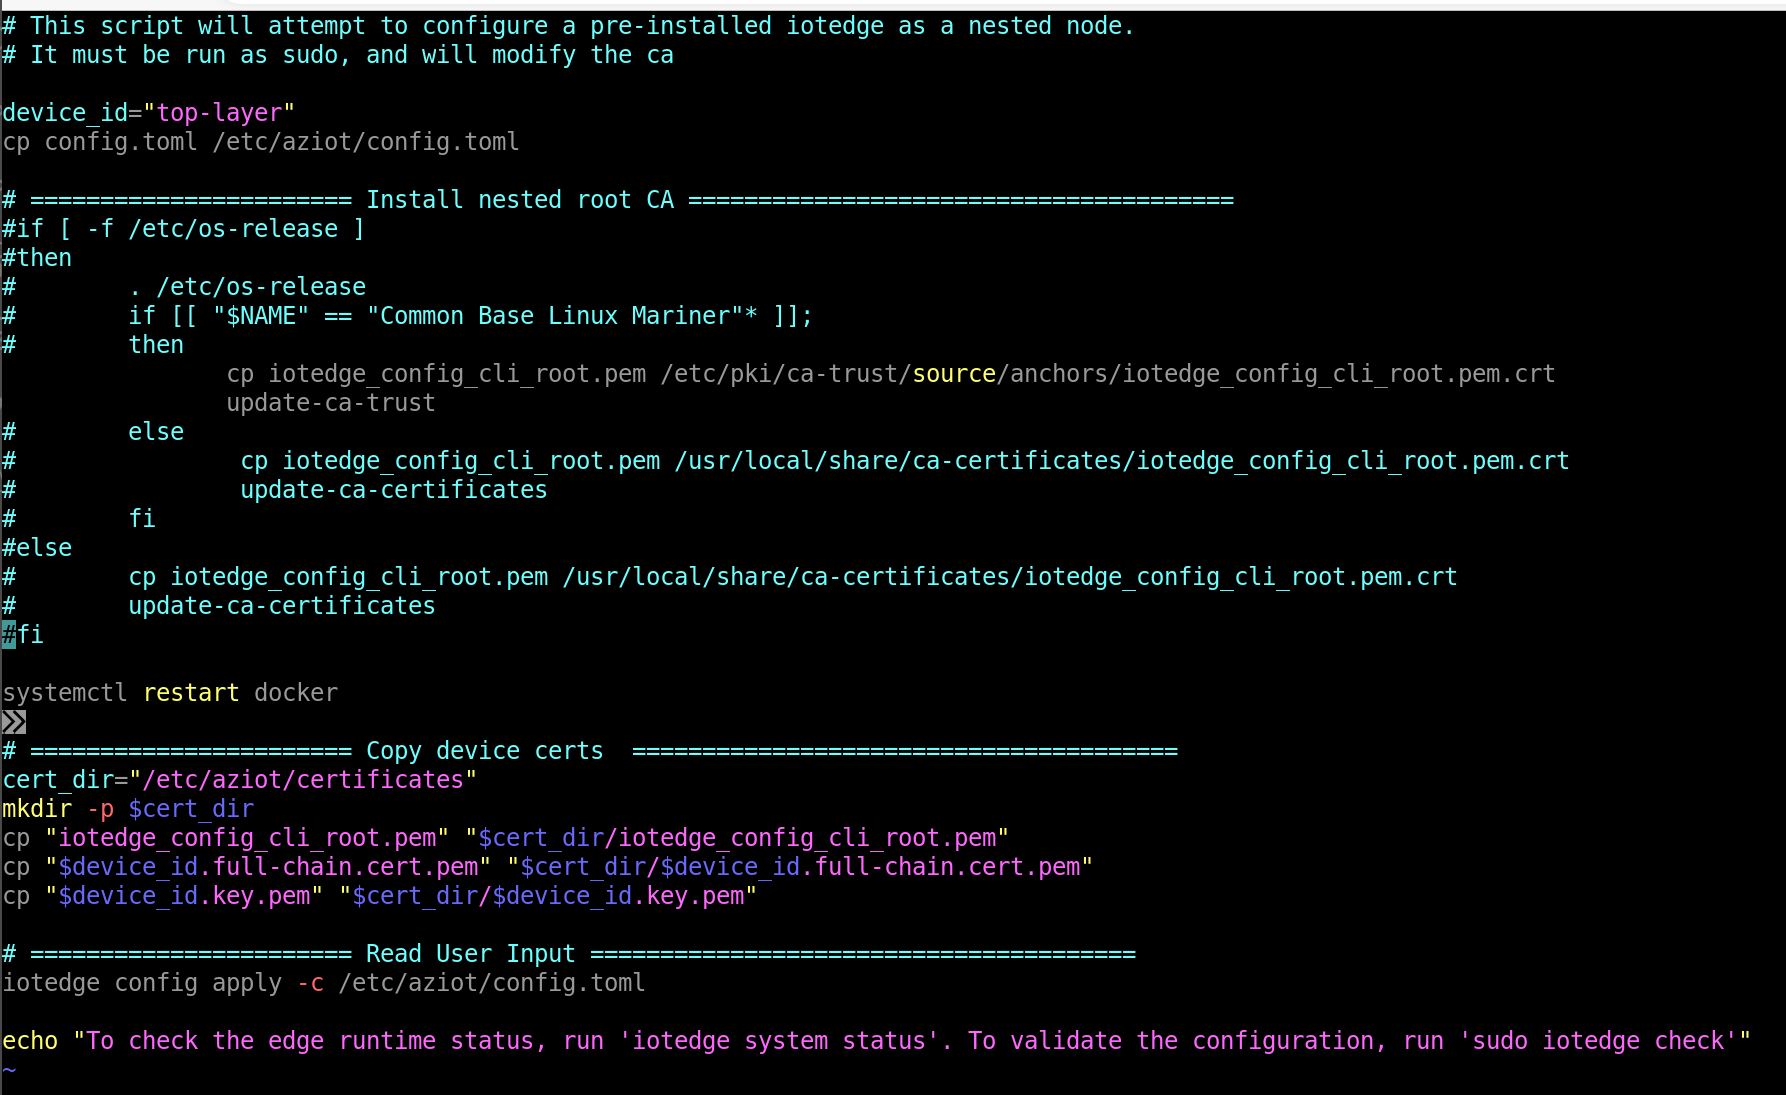 # This script will attempt to configure a pre-installed iotedge as a nested node.
# It must be run as sudo, and will modify the ca

device_id="top-layer"
cp config.toml /etc/aziot/config.toml

# ======================= Install nested root CA =======================================
#if [ -f /etc/os-release ]
#then
#        . /etc/os-release
#        if [[ "$NAME" == "Common Base Linux Mariner"* ]];
#        then
                cp iotedge_config_cli_root.pem /etc/pki/ca-trust/source/anchors/iotedge_config_cli_root.pem.crt
                update-ca-trust
#        else
#                cp iotedge_config_cli_root.pem /usr/local/share/ca-certificates/iotedge_config_cli_root.pem.crt
#                update-ca-certificates
#        fi
#else
#        cp iotedge_config_cli_root.pem /usr/local/share/ca-certificates/iotedge_config_cli_root.pem.crt
#        update-ca-certificates
#fi

systemctl restart docker
»
# ======================= Copy device certs  =======================================
cert_dir="/etc/aziot/certificates"
mkdir -p $cert_dir
cp "iotedge_config_cli_root.pem" "$cert_dir/iotedge_config_cli_root.pem"
cp "$device_id.full-chain.cert.pem" "$cert_dir/$device_id.full-chain.cert.pem"
cp "$device_id.key.pem" "$cert_dir/$device_id.key.pem"

# ======================= Read User Input =======================================
iotedge config apply -c /etc/aziot/config.toml

echo "To check the edge runtime status, run 'iotedge system status'. To validate the configuration, run 'sudo iotedge check'"
~